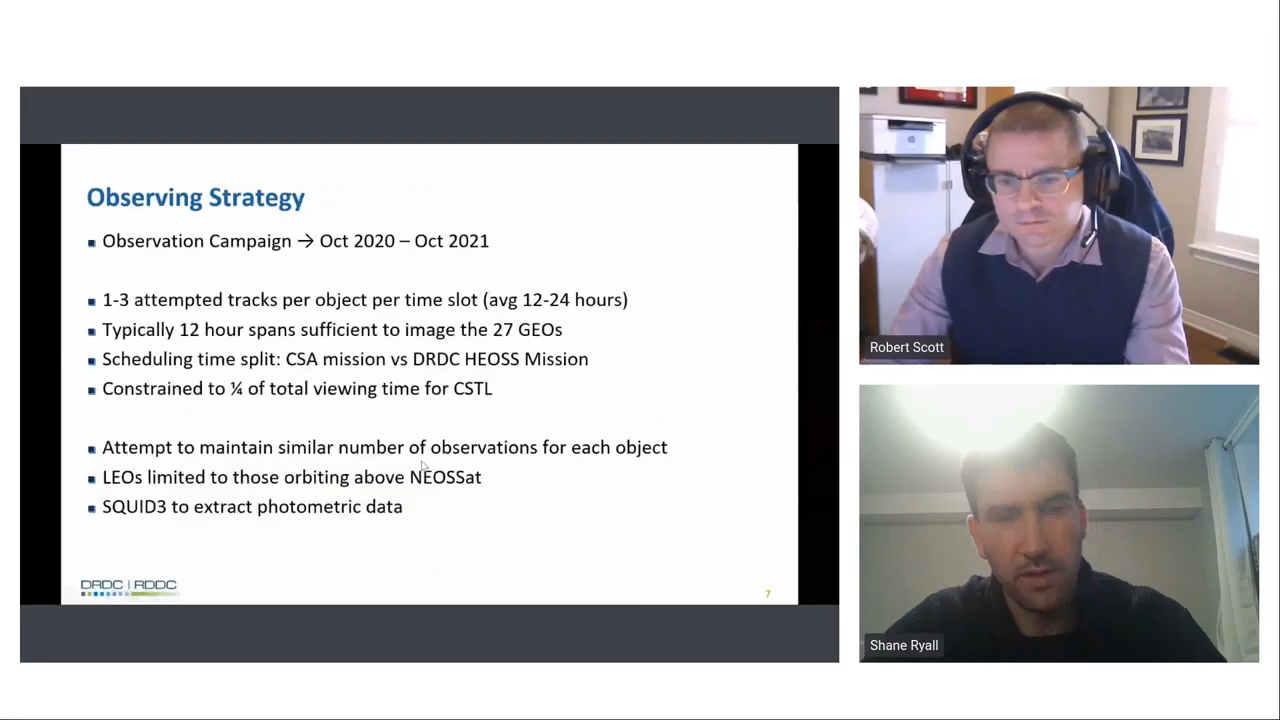 Observing Strategy
Observation Campaign → Oct 2020 – Oct 2021
1-3 attempted tracks per object per time slot (avg 12-24 hours)
Typically 12 hour spans sufficient to image the 27 GEOs
Scheduling time split: CSA mission vs DRDC HEOSS Mission
Constrained to ¼ of total viewing time for CSTL
Attempt to maintain similar number of observations for each object
LEOs limited to those orbiting above NEOSSat
SQUID3 to extract photometric data
DRDC | RDDC
7
Robert Scott
Shane Ryall